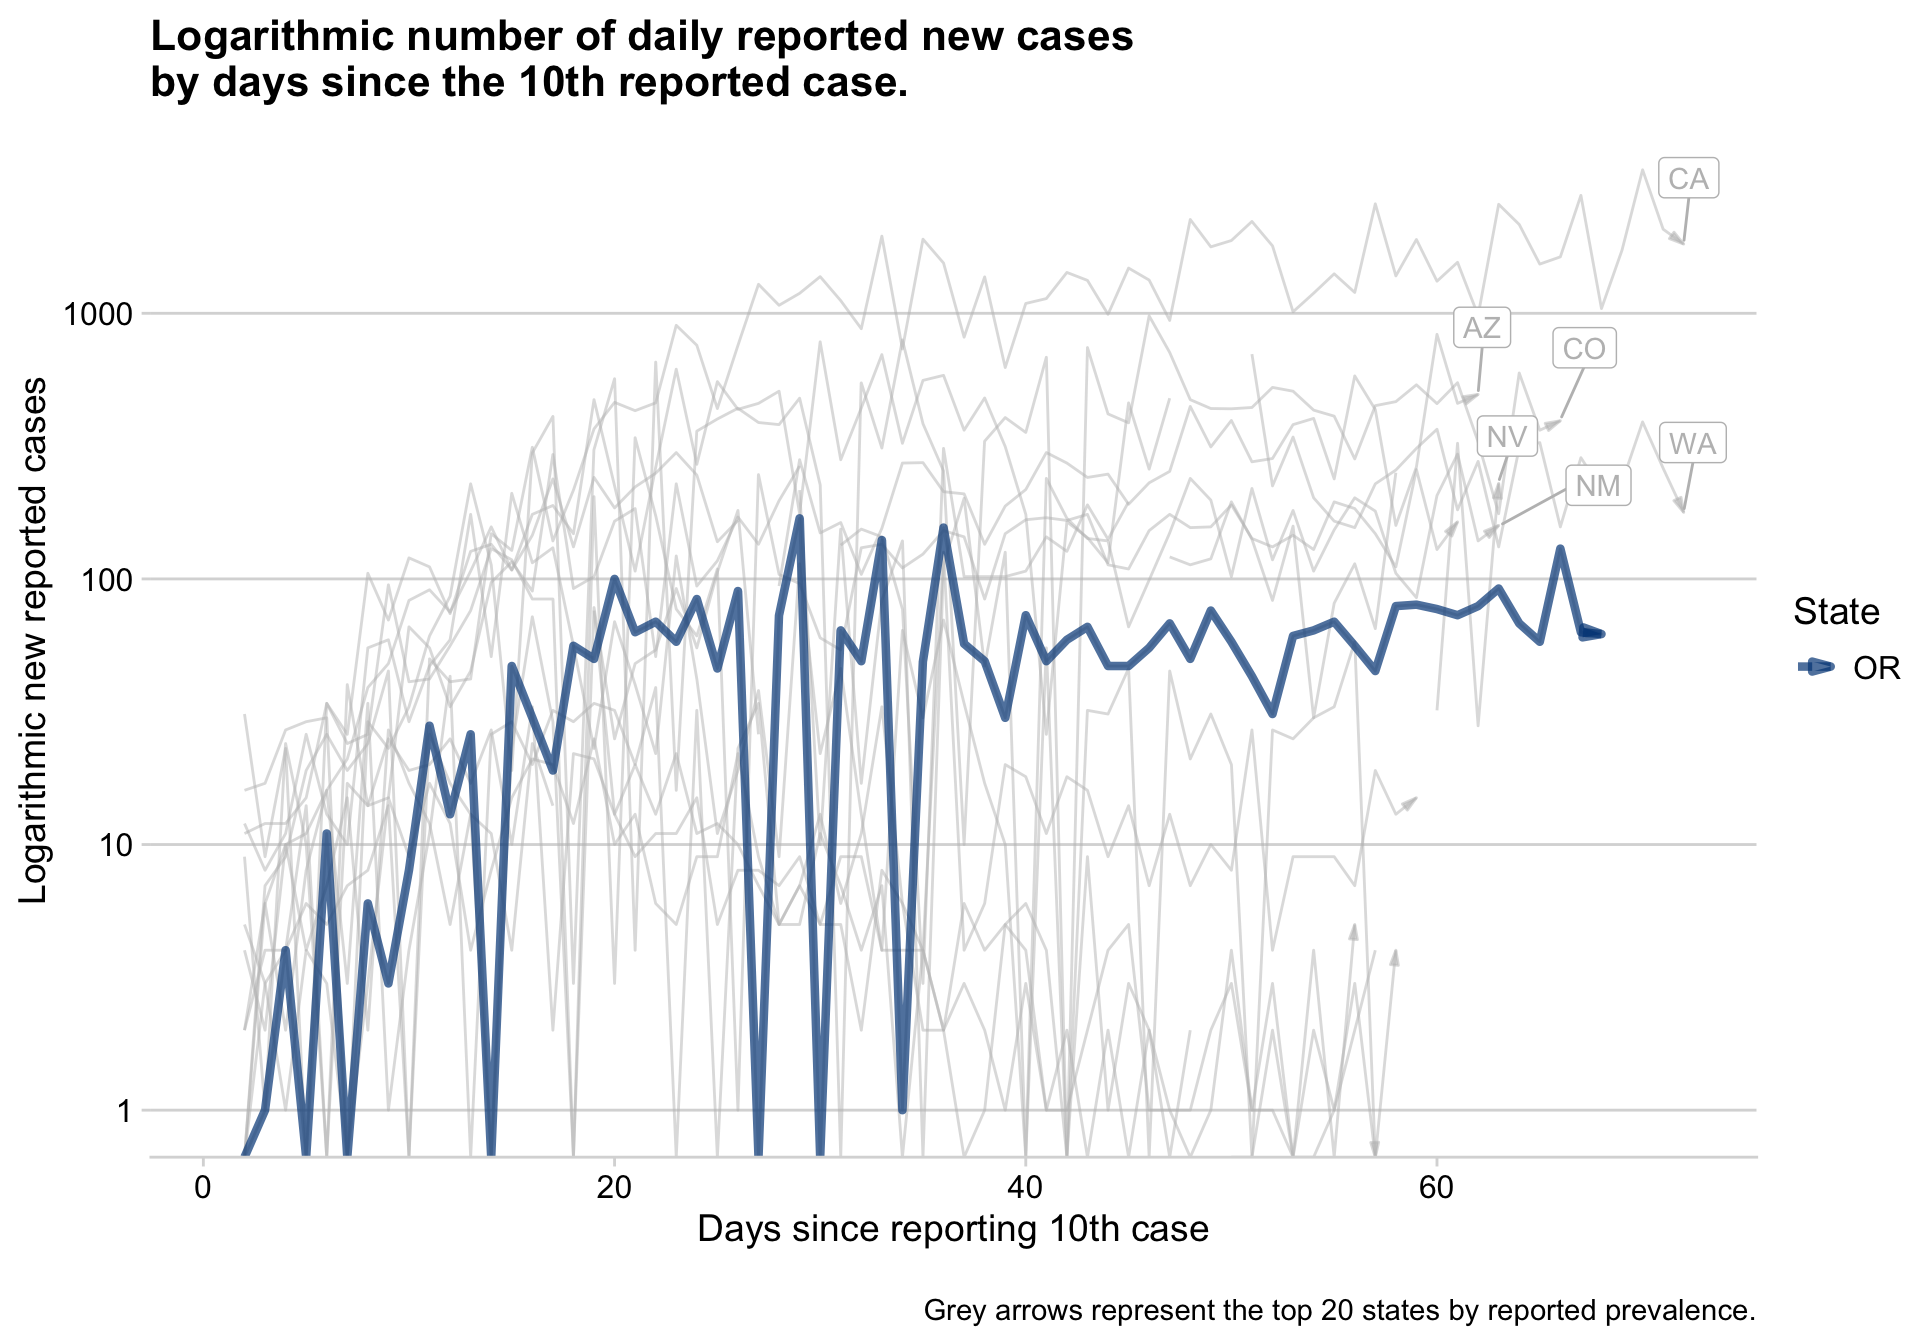 Logarithmic number of daily reported new cases
by days since the 10th reported case.
Logarithmic new reported cases
1000
100
10
1
CA
AZ
CO
NV
WA
NM
State
OR
0
20
40
60
Days since reporting 10th case
Grey arrows represent the top 20 states by reported prevalence.